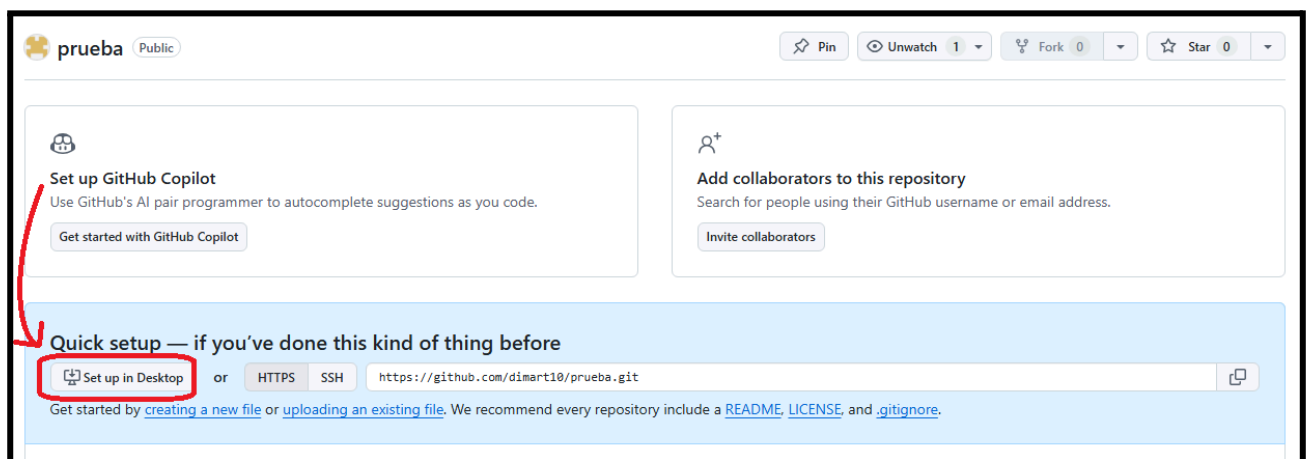 prueba Public Pin Unwatch 1 Fork 0 Star 0
Set up GitHub Copilot
Use GitHub's AI pair programmer to autocomplete suggestions as you code.
Get started with GitHub Copilot
Add collaborators to this repository
Search for people using their GitHub username or email address.
Invite collaborators
Quick setup — if you've done this kind of thing before
Set up in Desktop or HTTPS SSH https://github.com/dimart10/prueba.git
Get started by creating a new file or uploading an existing file. We recommend every repository include a README, LICENSE, and .gitignore.